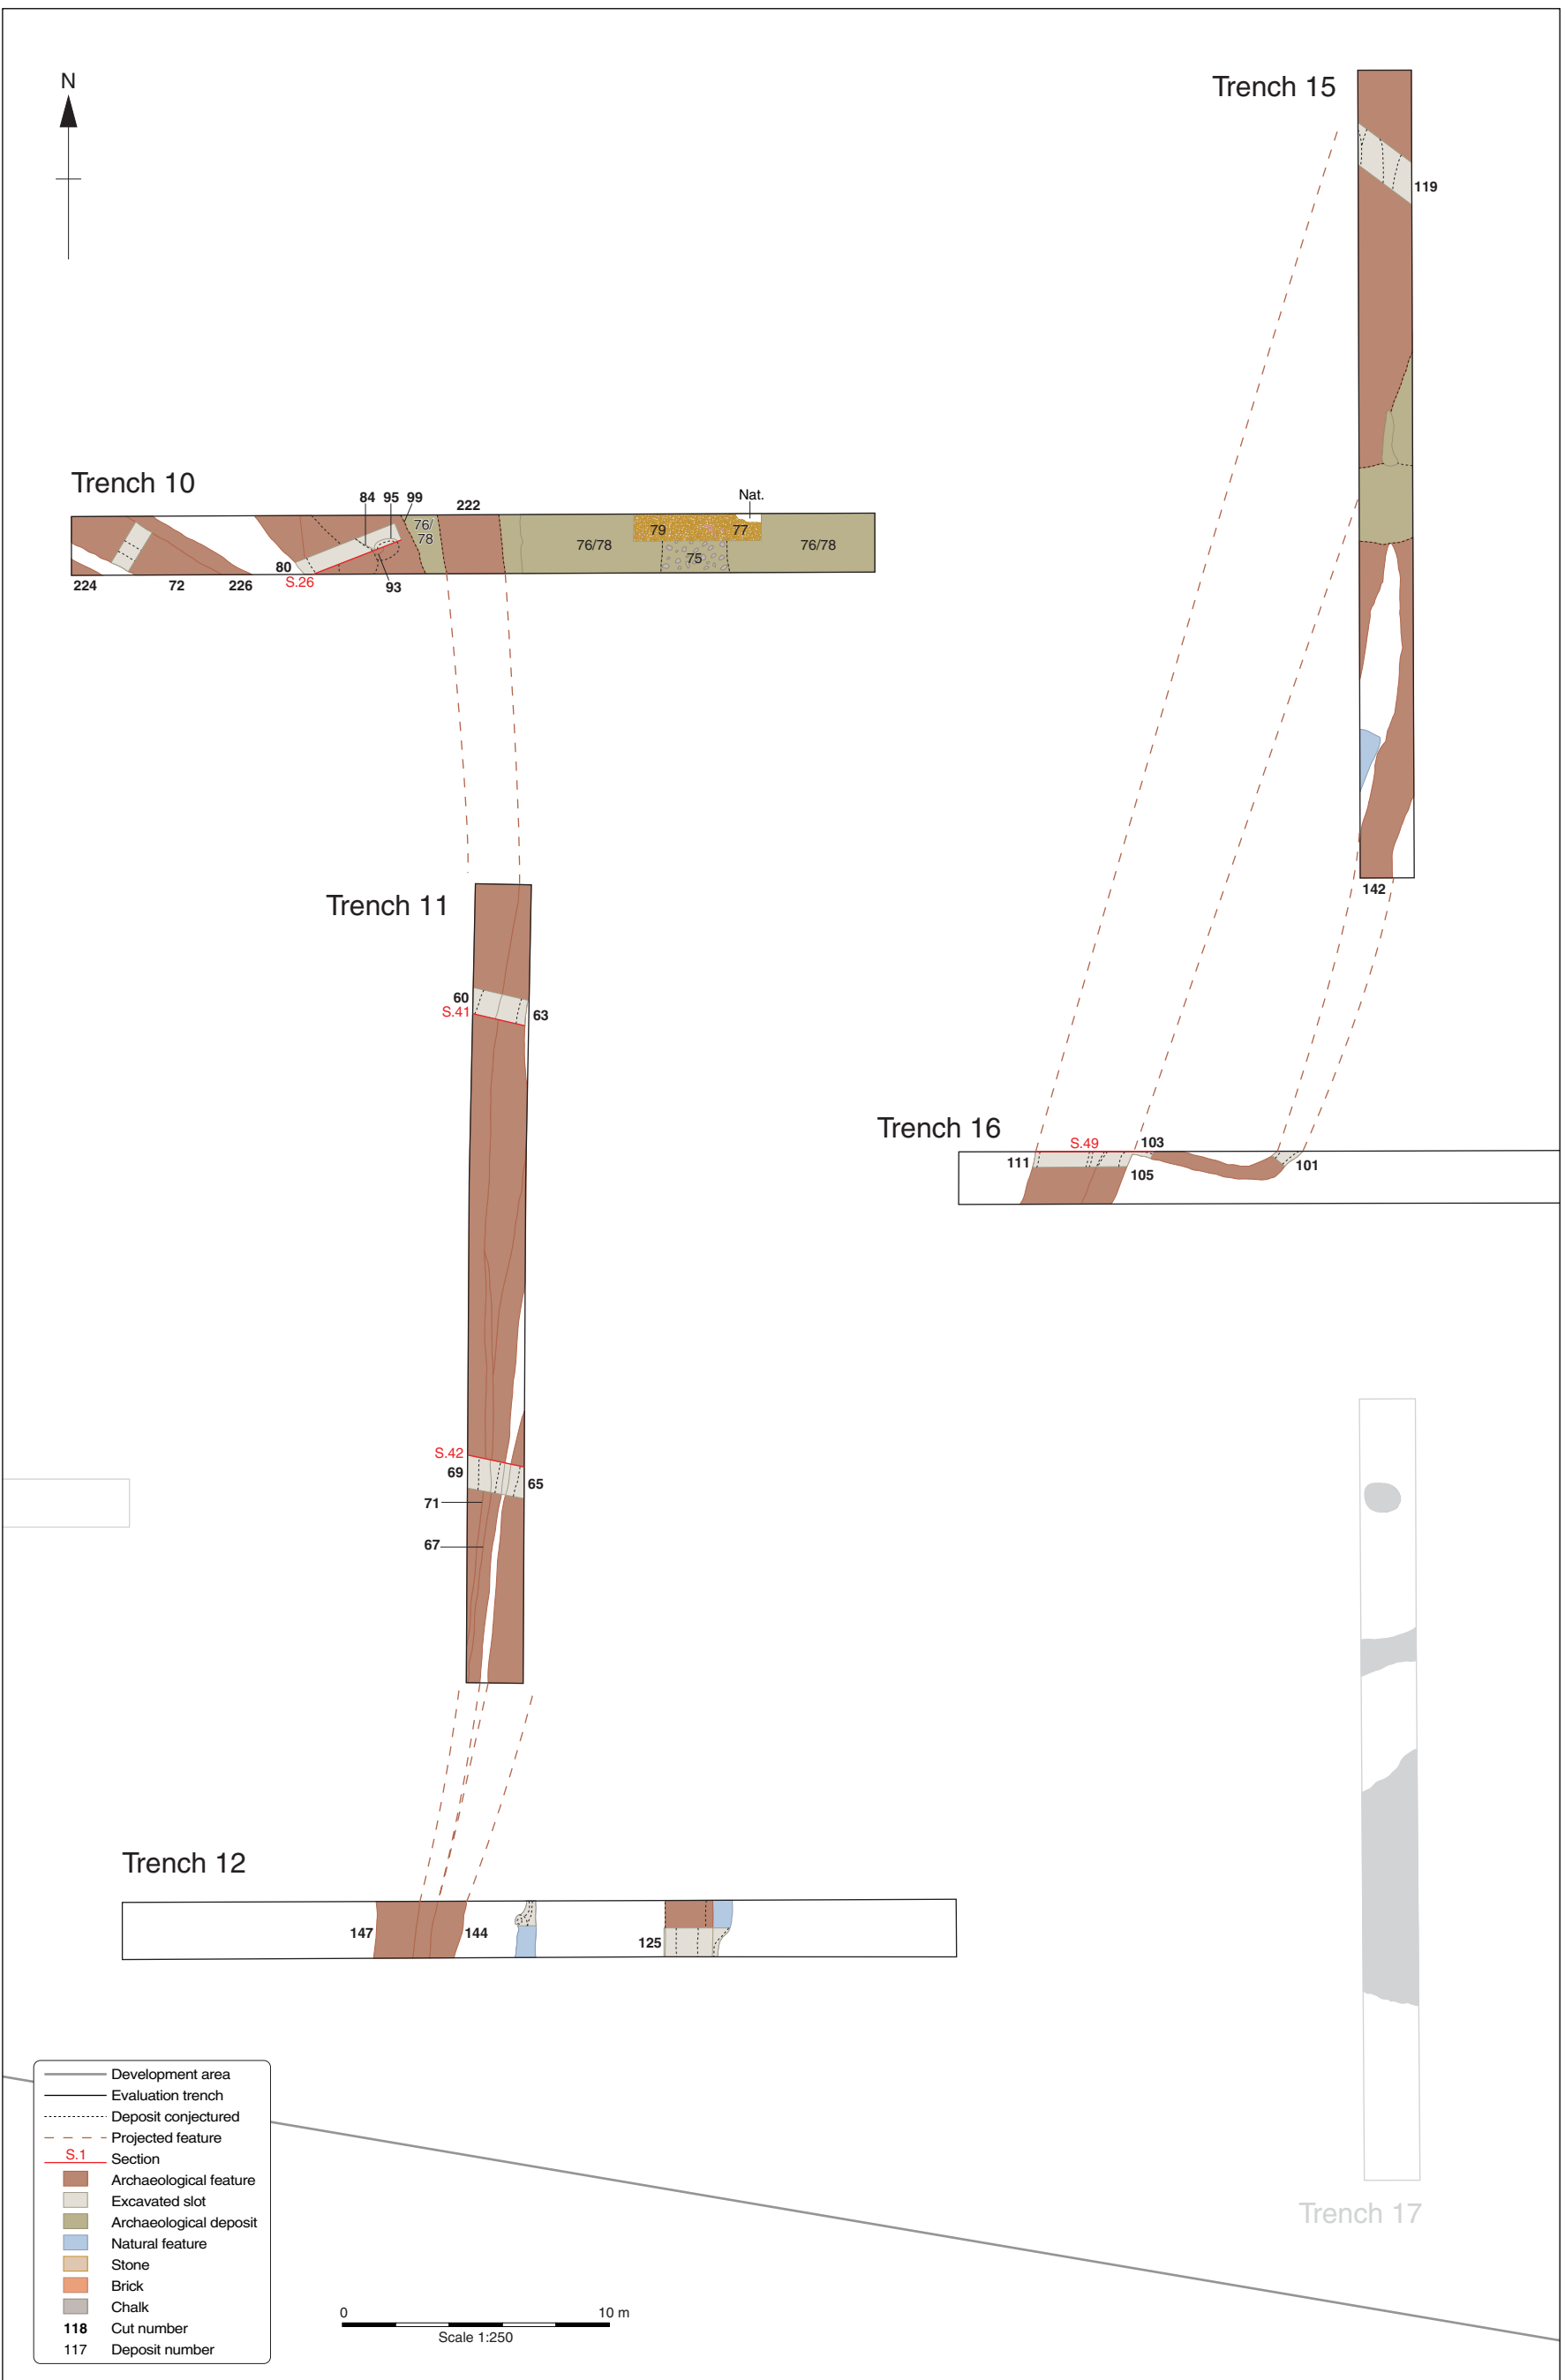 N
Trench 15
119
Trench 10
84 95 99
222
Nat.
76/
78
76/78
79
77
75
76/78
80
S.26
93
224
72
226
Trench 11
142
60
S.41
63
Trench 16
S.49
103
111
105
101
S.42
69
65
71
67
Trench 12
147
144
125
Development area
Evaluation trench
Deposit conjectured
Projected feature
S.1 Section
Archaeological feature
Excavated slot
Archaeological deposit
Natural feature
Stone
Brick
Chalk
118 Cut number
117 Deposit number
0 10 m
Scale 1:250
Trench 17